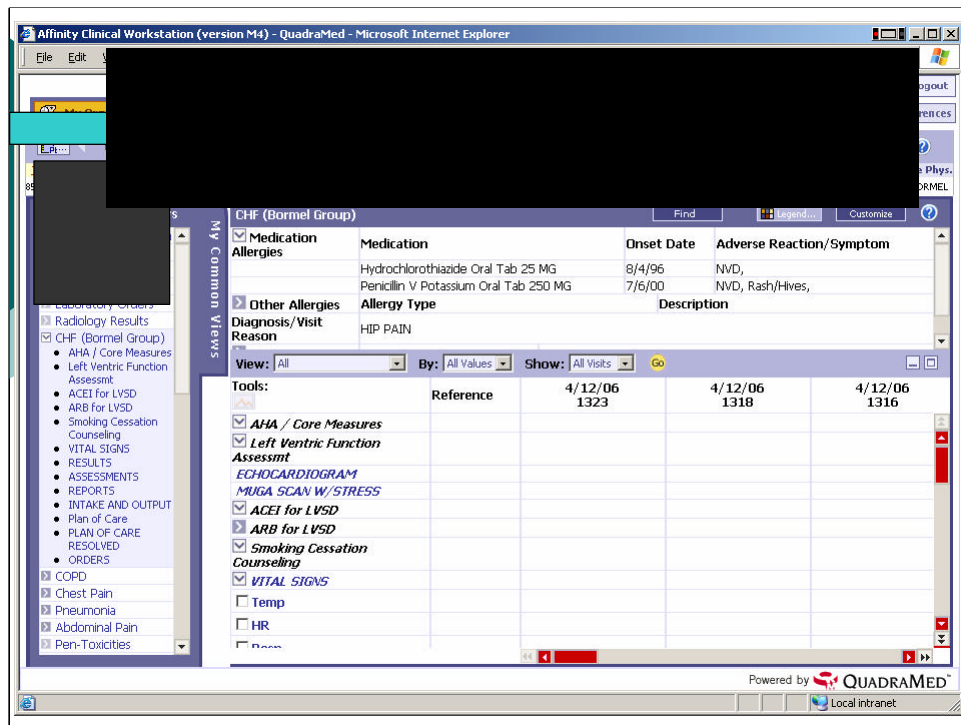 Affinity Clinical Workstation (version M4) - QuadraMed - Microsoft Internet Explorer
File Edit
Phys.
Radiology Results
CHF (Bormel Group)
AHA / Core Measures
Left Ventric Function
Assessmt
ACEI for LVSD
ARB for LVSD
Smoking Cessation
Counseling
VITAL SIGNS
RESULTS
ASSESSMENTS
REPORTS
INTAKE AND OUTPUT
Plan of Care
PLAN OF CARE
RESOLVED
ORDERS
COPD
Chest Pain
Pneumonia
Abdominal Pain
Pen-Toxicities
My Common Views
CHF (Bormel Group) Find Legend... Customize
Medication
Allergies
Medication Onset Date Adverse Reaction/Symptom
Hydrochlorothiazide Oral Tab 25 MG 8/4/96 NVD,
Penicillin V Potassium Oral Tab 250 MG 7/6/00 NVD, Rash/Hives,
Other Allergies Allergy Type Description
Diagnosis/Visit
Reason
HIP PAIN
View: All By: All Values Show: All Visits Go
Tools:
Reference 4/12/06 4/12/06 4/12/06
1323 1318 1316
AHA / Core Measures
Left Ventric Function
Assessmt
ECHOCARDIOGRAM
MUGA SCAN W/STRESS
ACEI for LVSD
ARB for LVSD
Smoking Cessation
Counseling
VITAL SIGNS
Temp
HR
Powered by QUADRAMED
Local intranet